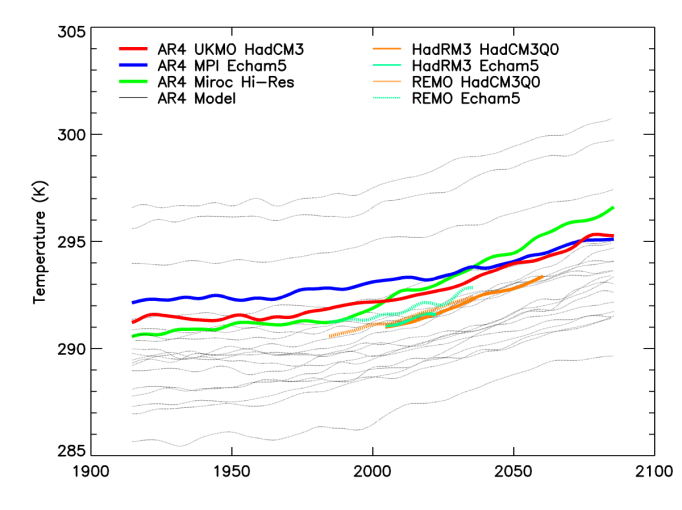 305
300
295
290
285
Temperature (K)
AR4 UKMO HadCM3
AR4 MPI Echam5
AR4 Miroc Hi-Res
AR4 Model
HadRM3 HadCM3Q0
HadRM3 Echam5
REMO HadCM3Q0
REMO Echam5
1900 1950 2000 2050 2100